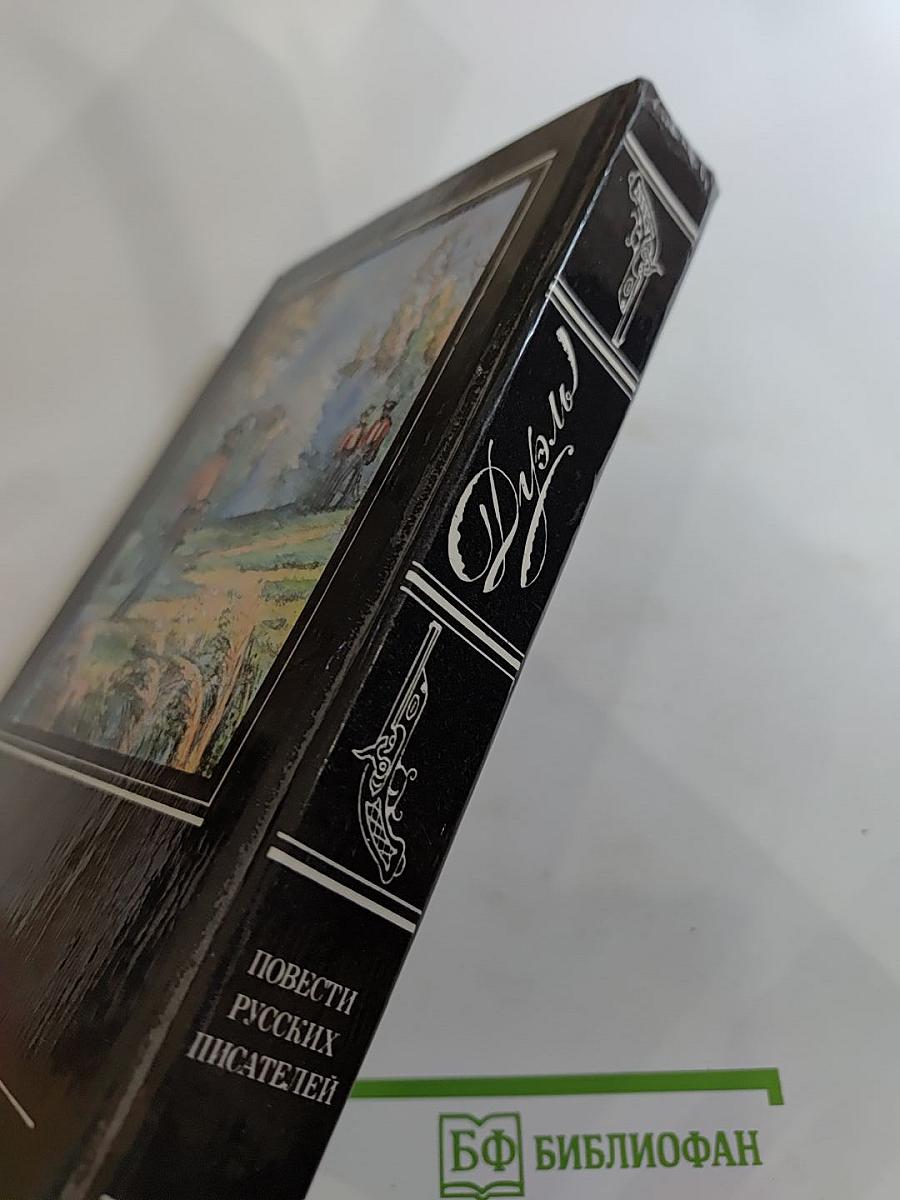 Дуэль
ПОВЕСТИ
РУССКИХ
ПИСАТЕЛЕЙ
БФ БИБЛИОФАН